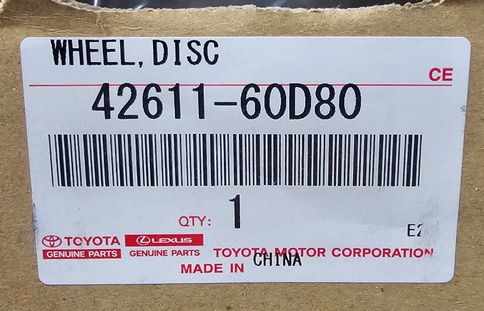 WHEEL, DISC
CE
42611-60D80
QTY: 1
E2
TOYOTA LEXUS
GENUINE PARTS GENUINE PARTS TOYOTA MOTOR CORPORATION
MADE IN CHINA